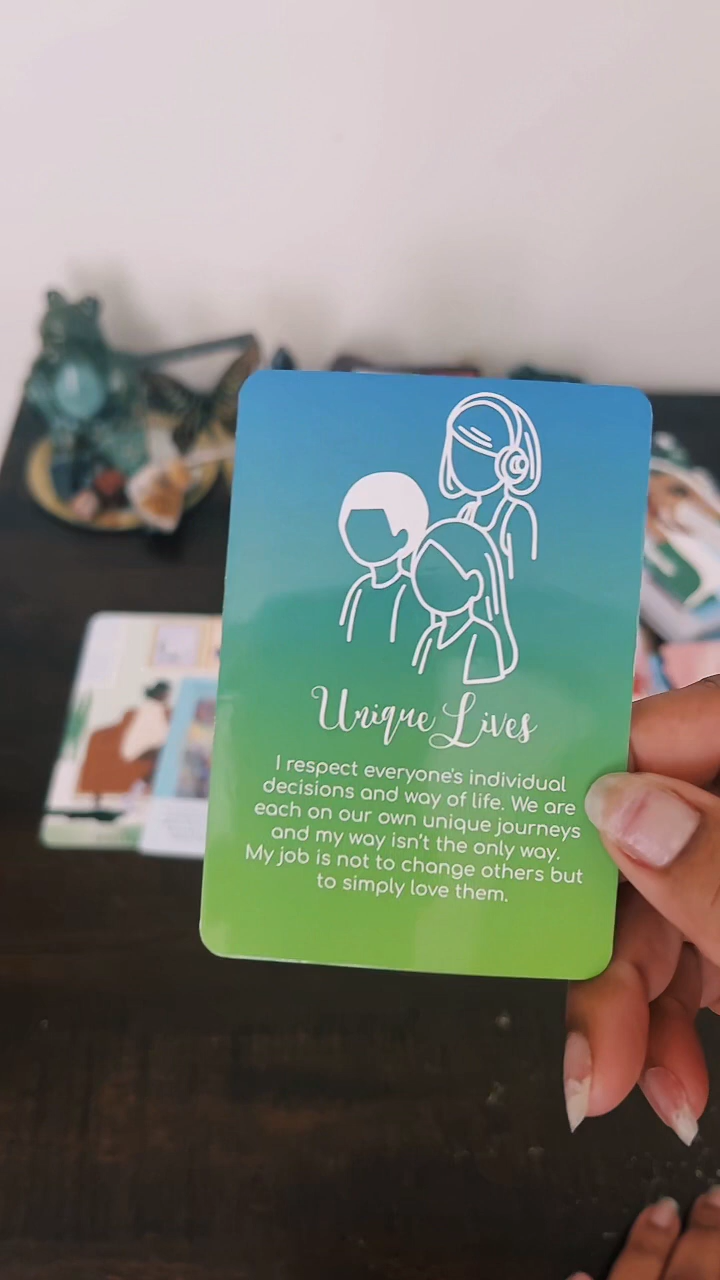 Unique Lives
I respect everyone's individual
decisions and way of life. We are
each on our own unique journeys
and my way isn't the only way.
My job is not to change others but
to simply love them.